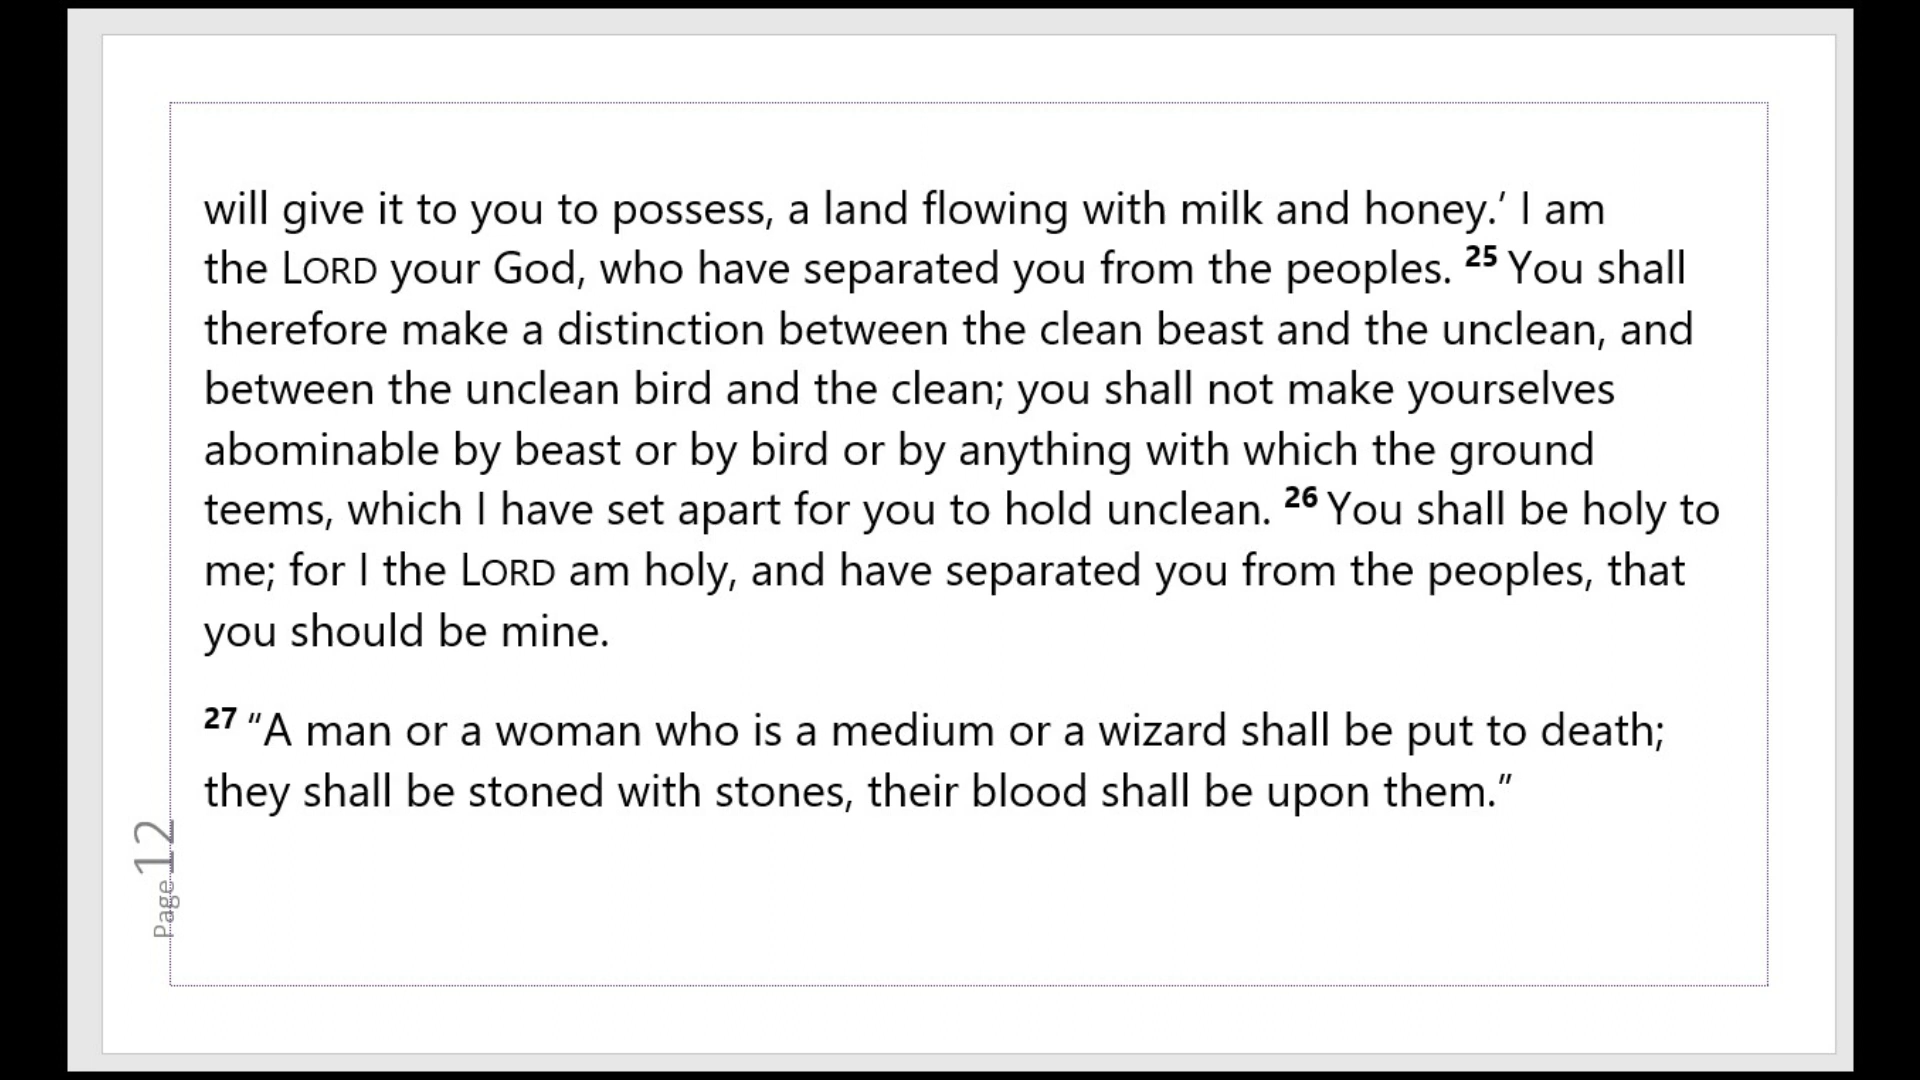 will give it to you to possess, a land flowing with milk and honey.’ I am
the LORD your God, who have separated you from the peoples. 25 You shall
therefore make a distinction between the clean beast and the unclean, and
between the unclean bird and the clean; you shall not make yourselves
abominable by beast or by bird or by anything with which the ground
teems, which I have set apart for you to hold unclean. 26 You shall be holy to
me; for I the LORD am holy, and have separated you from the peoples, that
you should be mine.
27 “A man or a woman who is a medium or a wizard shall be put to death;
they shall be stoned with stones, their blood shall be upon them.”
Page 12